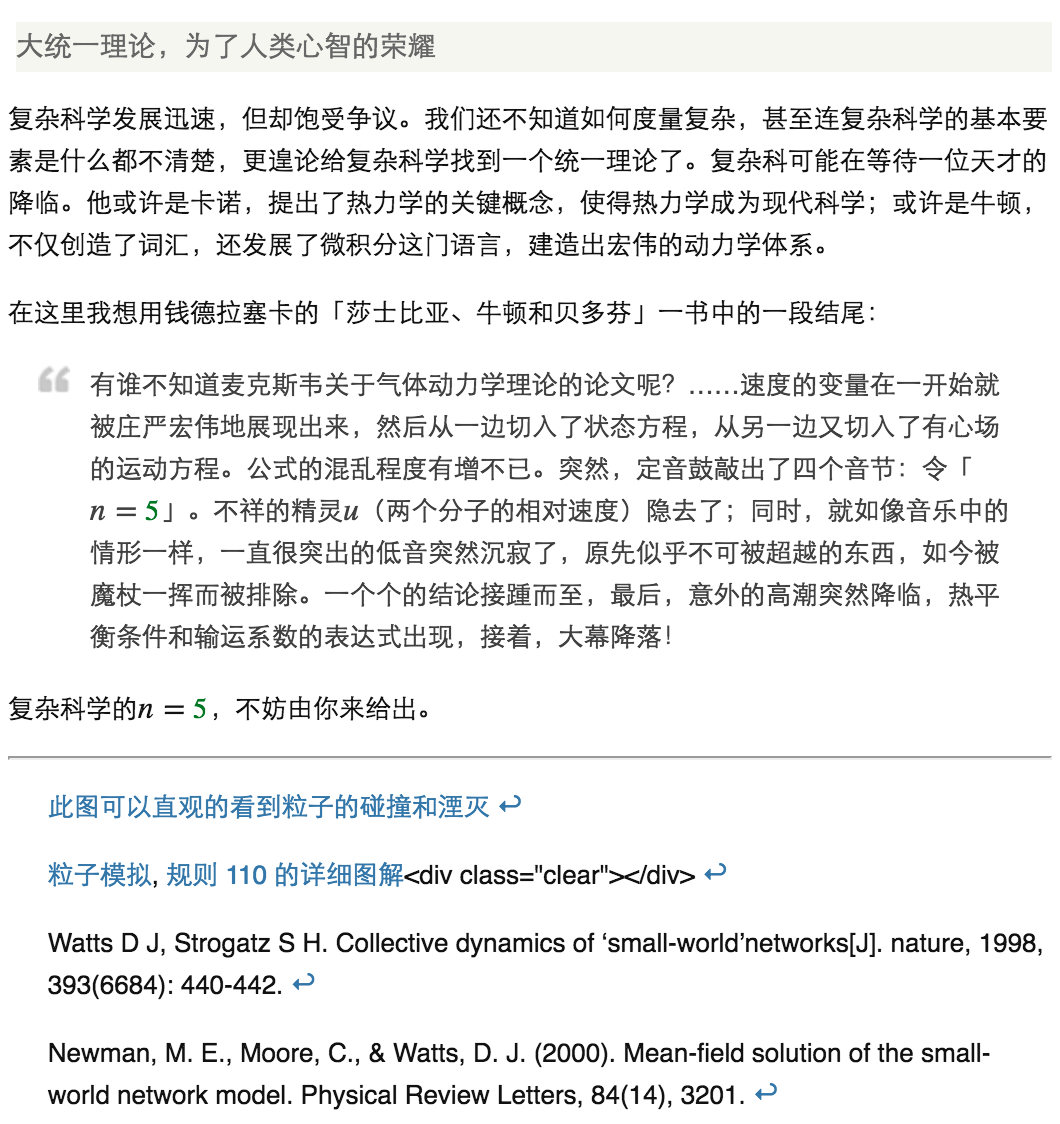 大统一理论，为了人类心智的荣耀
复杂科学发展迅速，但却饱受争议。我们还不知道如何度量复杂，甚至连复杂科学的基本要
素是什么都不清楚，更遑论给复杂科学找到一个统一理论了。复杂科可能在等待一位天才的
降临。他或许是卡诺，提出了热力学的关键概念，使得热力学成为现代科学；或许是牛顿，
不仅创造了词汇，还发展了微积分这门语言，建造出宏伟的动力学体系。
在这里我想用钱德拉塞卡的「莎士比亚、牛顿和贝多芬」一书中的一段结尾：
有谁不知道麦克斯韦关于气体动力学理论的论文呢？……速度的变量在一开始就
被庄严宏伟地展现出来，然后从一边切入了状态方程，从另一边又切入了有心场
的运动方程。公式的混乱程度有增不已。突然，定音鼓敲出了四个音节：令「
n = 5」。不祥的精灵u（两个分子的相对速度）隐去了；同时，就如像音乐中的
情形一样，一直很突出的低音突然沉寂了，原先似乎不可被超越的东西，如今被
魔杖一挥而被排除。一个个的结论接踵而至，最后，意外的高潮突然降临，热平
衡条件和输运系数的表达式出现，接着，大幕降落！
复杂科学的n = 5，不妨由你来给出。
此图可以直观的看到粒子的碰撞和湮灭 ↩
粒子模拟, 规则 110 的详细图解<div class="clear"></div> ↩
Watts D J, Strogatz S H. Collective dynamics of ‘small-world’networks[J]. nature, 1998,
393(6684): 440-442. ↩
Newman, M. E., Moore, C., & Watts, D. J. (2000). Mean-field solution of the small-
world network model. Physical Review Letters, 84(14), 3201. ↩